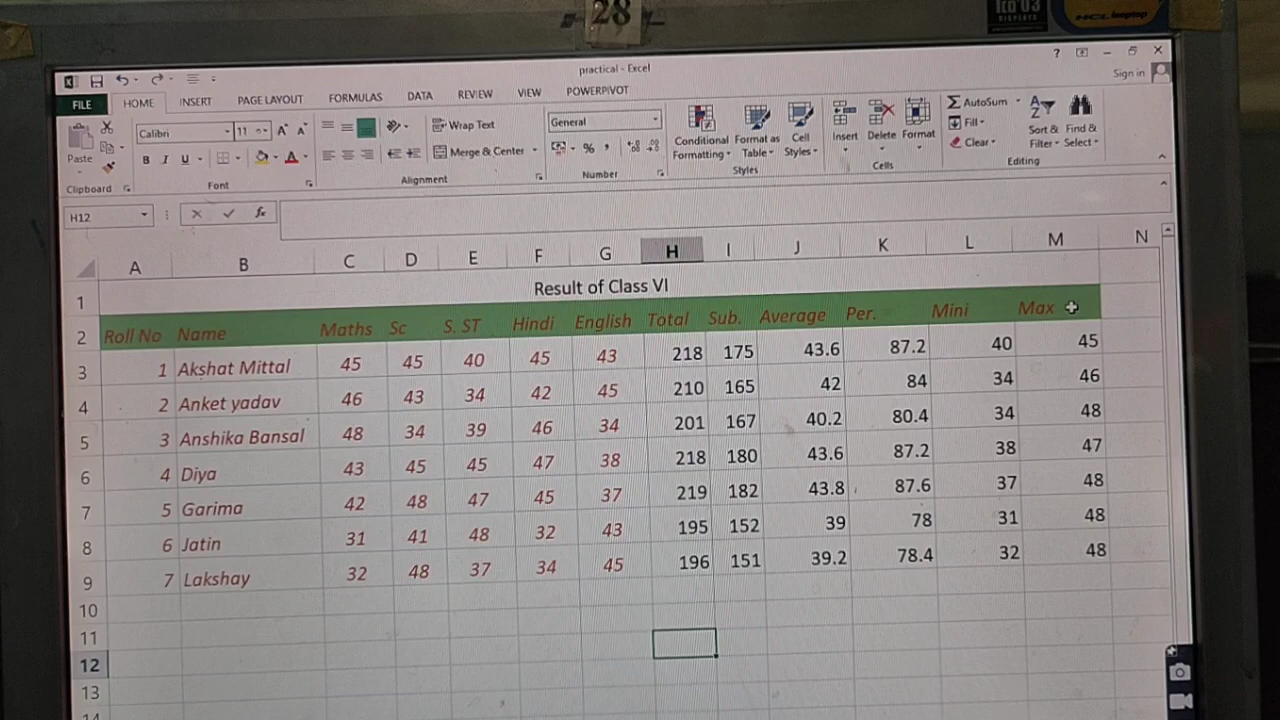 28
HCL
practical - Excel
Sign in
FILE HOME INSERT PAGE LAYOUT FORMULAS DATA REVIEW VIEW POWERPIVOT
Paste
Calibri 11
B I U
Wrap Text
Merge & Center
General
%
Conditional Formatting
Format as Table
Cell Styles
Insert Delete Format
AutoSum
Fill
Clear
Sort & Filter
Find & Select
Clipboard Font Alignment Number Styles Cells Editing
H12 fx
A B C D E F G H I J K L M N
1 Result of Class VI
2 Roll No Name Maths Sc S. ST Hindi English Total Sub. Average Per. Mini Max
3 1 Akshat Mittal 45 45 40 45 43 218 175 43.6 87.2 40 45
4 2 Anket yadav 46 43 34 42 45 210 165 42 84 34 46
5 3 Anshika Bansal 48 34 39 46 34 201 167 40.2 80.4 34 48
6 4 Diya 43 45 45 47 38 218 180 43.6 87.2 38 47
7 5 Garima 42 48 47 45 37 219 182 43.8 87.6 37 48
8 6 Jatin 31 41 48 32 43 195 152 39 78 31 48
9 7 Lakshay 32 48 37 34 45 196 151 39.2 78.4 32 48
10
11
12
13
14